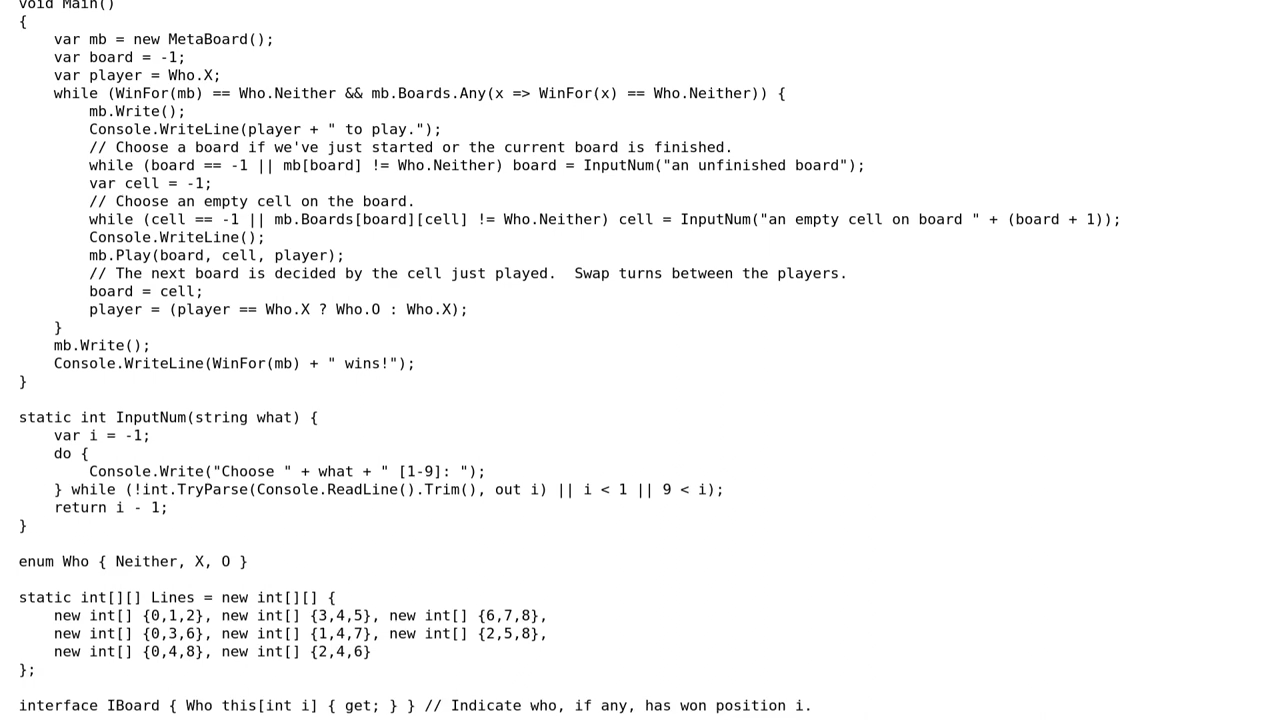 void Main()
{
    var mb = new MetaBoard();
    var board = -1;
    var player = Who.X;
    while (WinFor(mb) == Who.Neither && mb.Boards.Any(x => WinFor(x) == Who.Neither)) {
        mb.Write();
        Console.WriteLine(player + " to play.");
        // Choose a board if we've just started or the current board is finished.
        while (board == -1 || mb[board] != Who.Neither) board = InputNum("an unfinished board");
        var cell = -1;
        // Choose an empty cell on the board.
        while (cell == -1 || mb.Boards[board][cell] != Who.Neither) cell = InputNum("an empty cell on board " + (board + 1));
        Console.WriteLine();
        mb.Play(board, cell, player);
        // The next board is decided by the cell just played.  Swap turns between the players.
        board = cell;
        player = (player == Who.X ? Who.O : Who.X);
    }
    mb.Write();
    Console.WriteLine(WinFor(mb) + " wins!");
}

static int InputNum(string what) {
    var i = -1;
    do {
        Console.Write("Choose " + what + " [1-9]: ");
    } while (!int.TryParse(Console.ReadLine().Trim(), out i) || i < 1 || 9 < i);
    return i - 1;
}

enum Who { Neither, X, O }

static int[][] Lines = new int[][] {
    new int[] {0,1,2}, new int[] {3,4,5}, new int[] {6,7,8},
    new int[] {0,3,6}, new int[] {1,4,7}, new int[] {2,5,8},
    new int[] {0,4,8}, new int[] {2,4,6}
};

interface IBoard { Who this[int i] { get; } } // Indicate who, if any, has won position i.